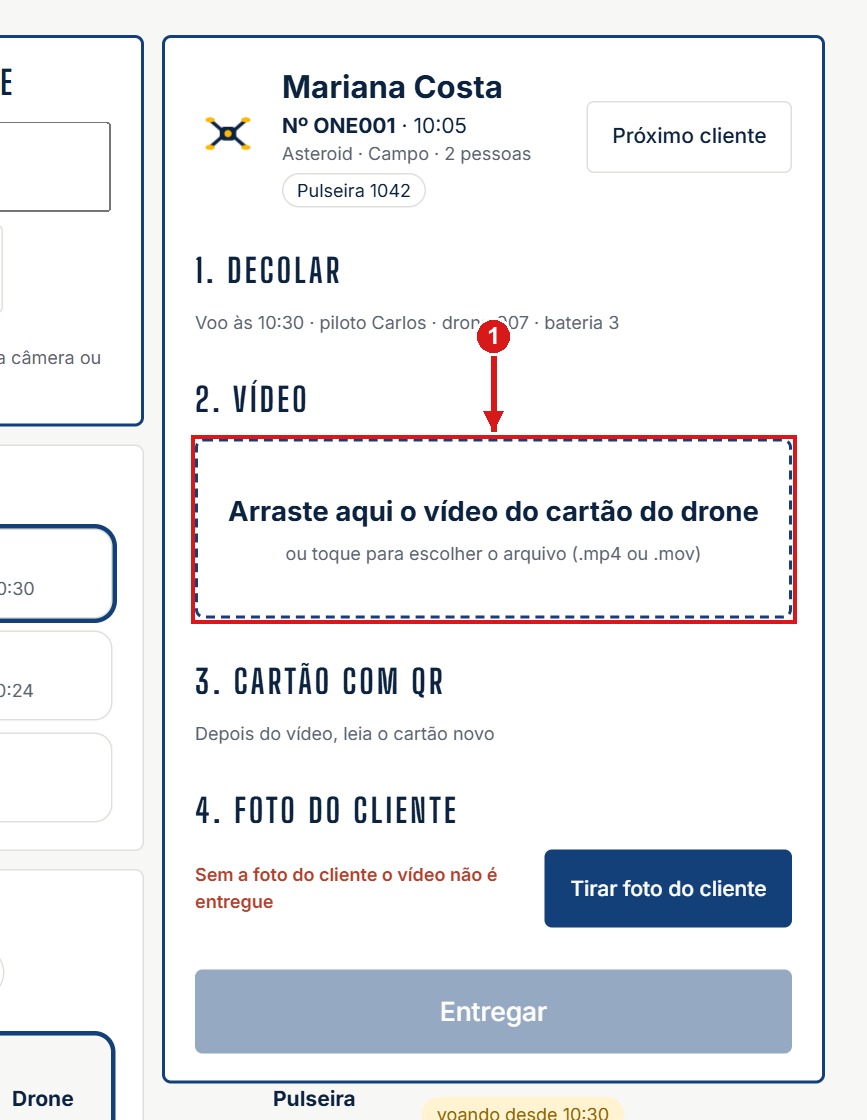 E
a câmera ou
0:30
0:24
Drone
Mariana Costa
Nº ONE001 · 10:05
Asteroid · Campo · 2 pessoas
Pulseira 1042
Próximo cliente
1. DECOLAR
Voo às 10:30 · piloto Carlos · bateria 3
1
2. VÍDEO
Arraste aqui o vídeo do cartão do drone
ou toque para escolher o arquivo (.mp4 ou .mov)
3. CARTÃO COM QR
Depois do vídeo, leia o cartão novo
4. FOTO DO CLIENTE
Sem a foto do cliente o vídeo não é
entregue
Tirar foto do cliente
Entregar
Pulseira
voando desde 10:30